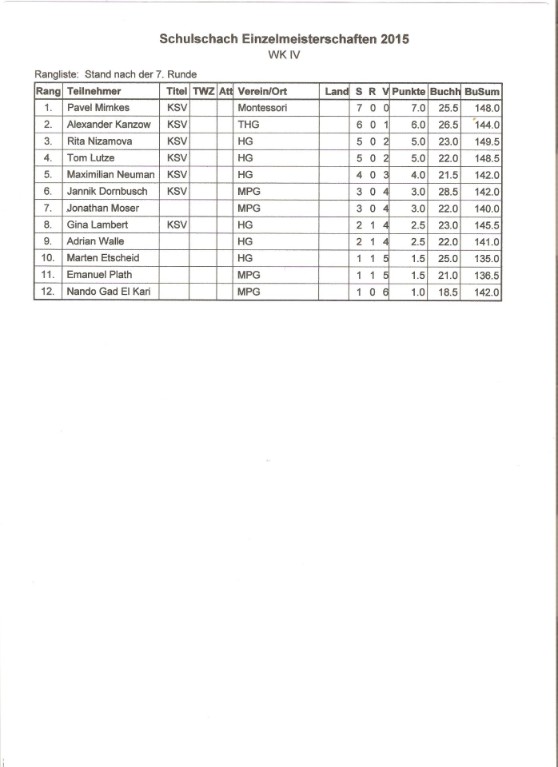 Schulschach Einzelmeisterschaften 2015
WK IV
Rangliste: Stand nach der 7. Runde
Rang Teilnehmer Titel TWZ Att Verein/Ort Land S R V Punkte Buchh BuSum
1. Pavel Mimkes KSV Montessori 7 0 0 7.0 25.5 148.0
2. Alexander Kanzow KSV THG 6 0 1 6.0 26.5 144.0
3. Rita Nizamova KSV HG 5 0 2 5.0 23.0 149.5
4. Tom Lutze KSV HG 5 0 2 5.0 22.0 148.5
5. Maximilian Neuman KSV HG 4 0 3 4.0 21.5 142.0
6. Jannik Dornbusch KSV MPG 3 0 4 3.0 28.5 142.0
7. Jonathan Moser MPG 3 0 4 3.0 22.0 140.0
8. Gina Lambert KSV HG 2 1 4 2.5 23.0 145.5
9. Adrian Walle HG 2 1 4 2.5 22.0 141.0
10. Marten Etscheid HG 1 1 5 1.5 25.0 135.0
11. Emanuel Plath MPG 1 1 5 1.5 21.0 136.5
12. Nando Gad El Kari MPG 1 0 6 1.0 18.5 142.0